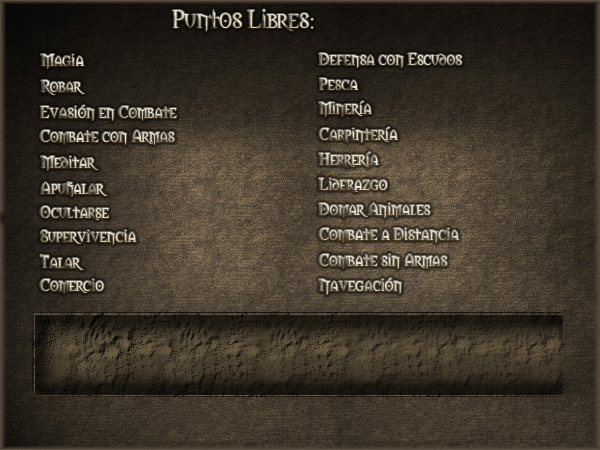 Puntos Libres:
Magia
Robar
Evasión en Combate
Combate con Armas
Meditar
Apuñalar
Ocultarse
Supervivencia
Talar
Comercio
Defensa con Escudos
Pesca
Minería
Carpintería
Herrería
Liderazgo
Domar Animales
Combate a Distancia
Combate sin Armas
Navegación